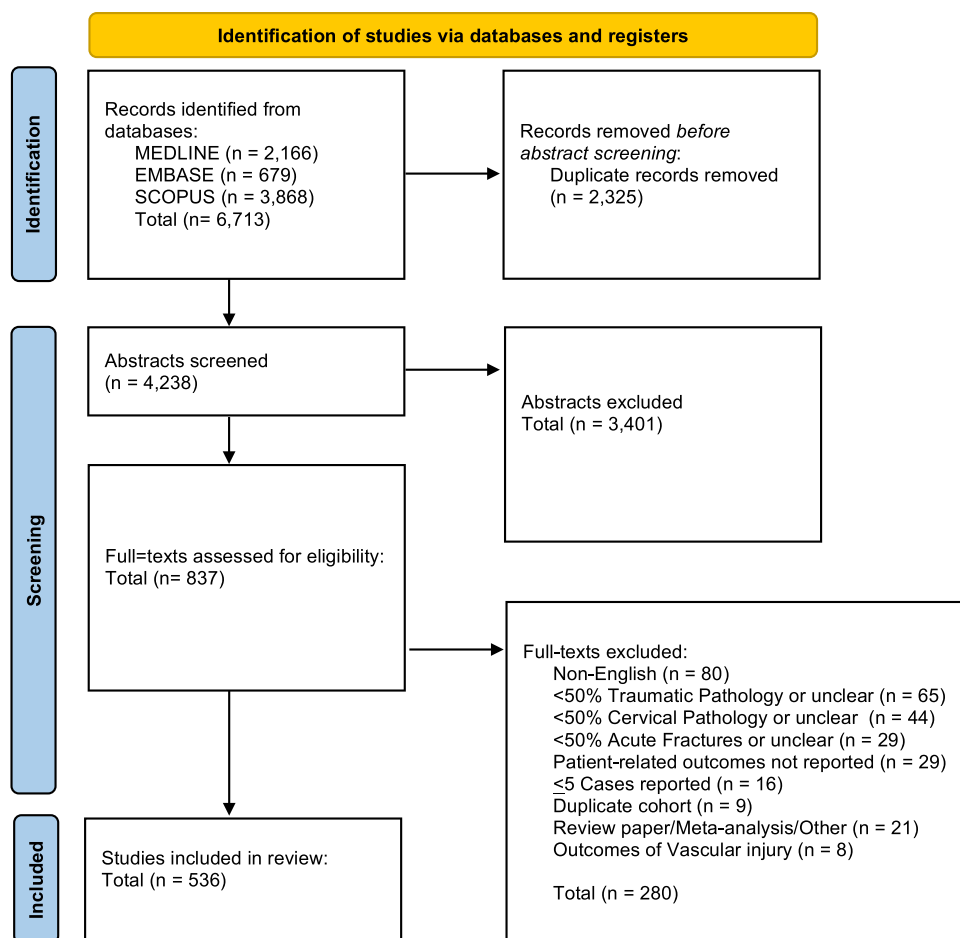 Identification of studies via databases and registers
Identification
Records identified from
databases:
MEDLINE (n = 2,166)
EMBASE (n = 679)
SCOPUS (n = 3,868)
Total (n= 6,713)
Records removed before
abstract screening:
Duplicate records removed
(n = 2,325)
Screening
Abstracts screened
(n = 4,238)
Abstracts excluded
Total (n = 3,401)
Full=texts assessed for eligibility:
Total (n= 837)
Full-texts excluded:
Non-English (n = 80)
<50% Traumatic Pathology or unclear (n = 65)
<50% Cervical Pathology or unclear (n = 44)
<50% Acute Fractures or unclear (n = 29)
Patient-related outcomes not reported (n = 29)
≤5 Cases reported (n = 16)
Duplicate cohort (n = 9)
Review paper/Meta-analysis/Other (n = 21)
Outcomes of Vascular injury (n = 8)
Total (n = 280)
Included
Studies included in review:
Total (n = 536)